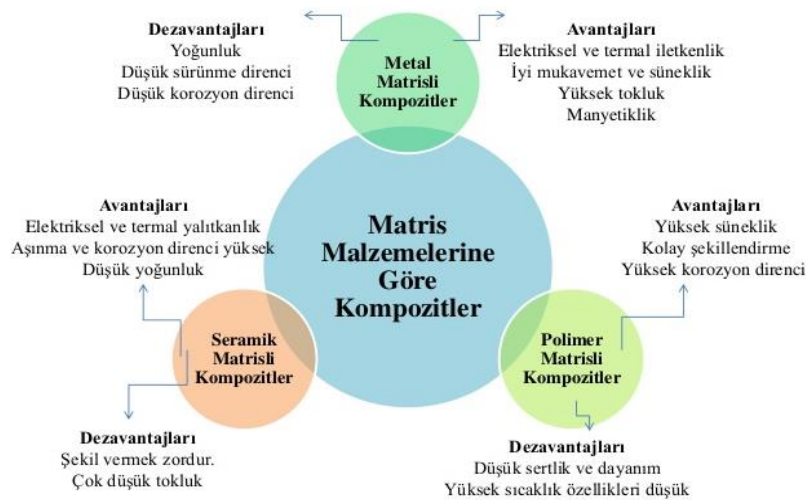 Dezavantajları
Yoğunluk
Düşük sürünme direnci
Düşük korozyon direnci
Metal
Matrisli
Kompozitler
Avantajları
Elektriksel ve termal iletkenlik
İyi mukavemet ve süneklik
Yüksek tokluk
Manyetiklik
Avantajları
Elektriksel ve termal yalıtkanlık
Aşınma ve korozyon direnci yüksek
Düşük yoğunluk
Matris
Malzemelerine
Göre
Kompozitler
Avantajları
Yüksek süneklik
Kolay şekillendirme
Yüksek korozyon direnci
Seramik
Matrisli
Kompozitler
Polimer
Matrisli
Kompozitler
Dezavantajları
Şekil vermek zordur.
Çok düşük tokluk
Dezavantajları
Düşük sertlik ve dayanım
Yüksek sıcaklık özellikleri düşük